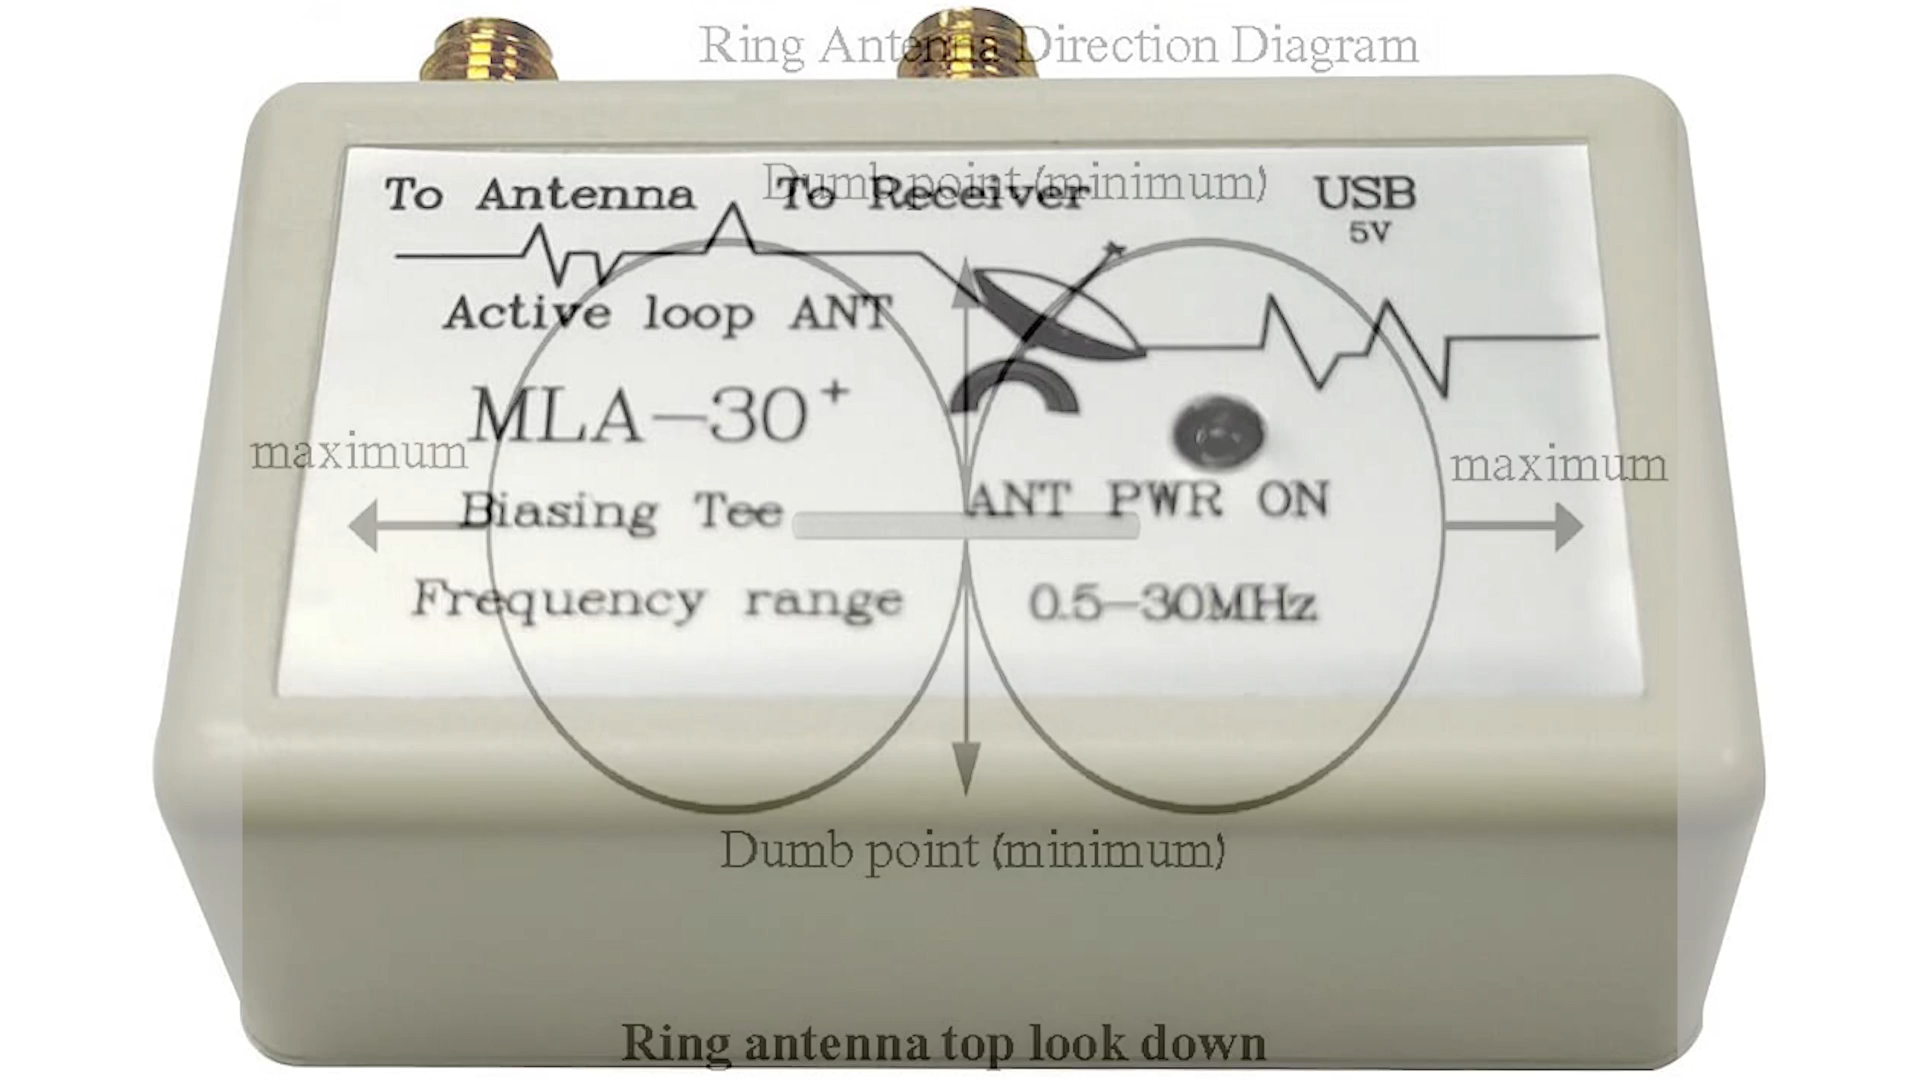 Ring Antenna Direction Diagram
Dumb point (minimum)
To Antenna To Receiver USB
5V
Active loop ANT
MLA-30+
maximum
maximum
Biasing Tee ANT PWR ON
Frequency range 0.5-30MHz
Dumb point (minimum)
Ring antenna top look down